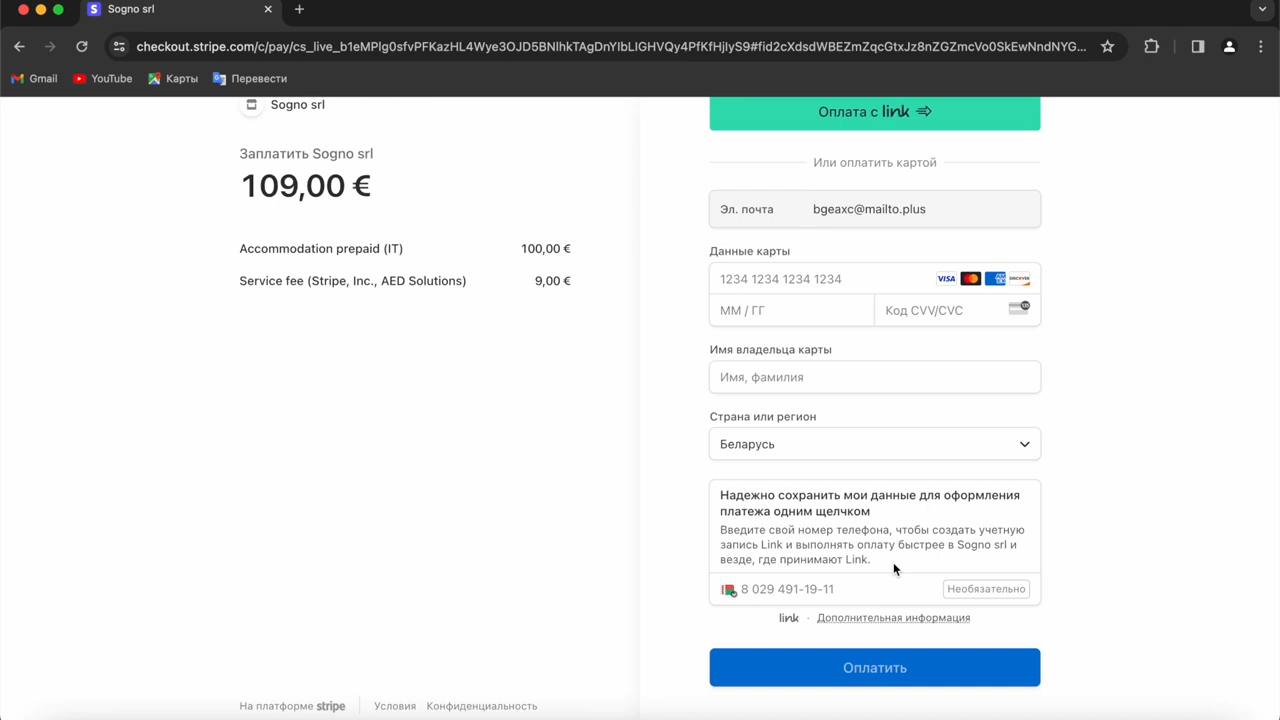 Sogno srl
checkout.stripe.com/c/pay/cs_live_b1eMPlg0sfvPFKazHL4Wye3OJD5BNlhkTAgDnYIbLIGHVQy4PfKfHjIyS9#fid2cXdsdWBEZmZqcGtxJz8nZGZmcVo0SkEwNndNYG...
Gmail
YouTube
Карты
Перевести
Sogno srl
Заплатить Sogno srl
109,00 €
Accommodation prepaid (IT) 100,00 €
Service fee (Stripe, Inc., AED Solutions) 9,00 €
На платформе stripe
Условия
Конфиденциальность
Оплата с link
Или оплатить картой
Эл. почта bgeaxc@mailto.plus
Данные карты
1234 1234 1234 1234 VISA
ММ / ГГ
Код CVV/CVC
Имя владельца карты
Имя, фамилия
Страна или регион
Беларусь
Надежно сохранить мои данные для оформления
платежа одним щелчком
Введите свой номер телефона, чтобы создать учетную
запись Link и выполнять оплату быстрее в Sogno srl и
везде, где принимают Link.
8 029 491-19-11 Необязательно
link · Дополнительная информация
Оплатить